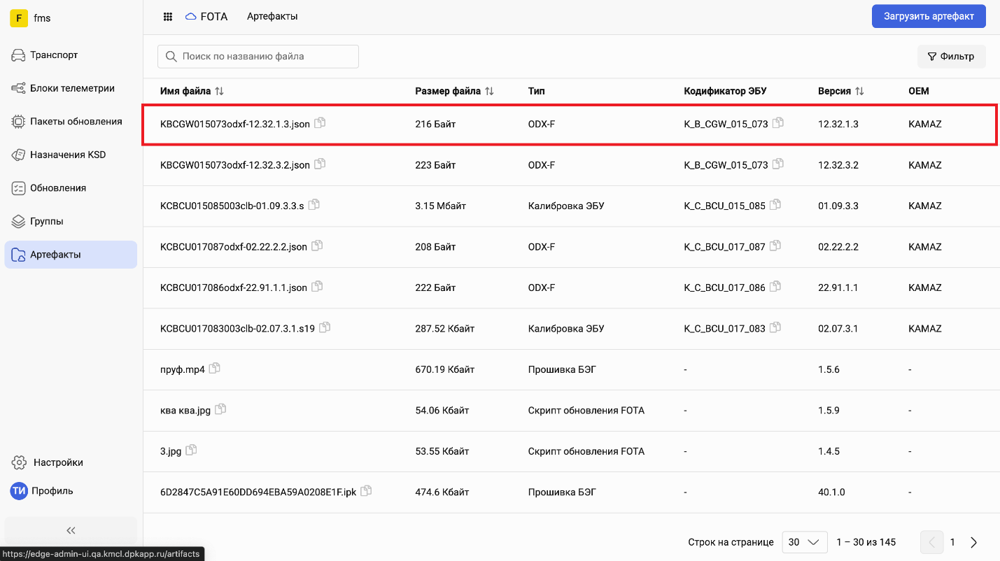 F fms
FOTA Артефакты Загрузить артефакт
Транспорт
Блоки телеметрии
Пакеты обновления
Назначения KSD
Обновления
Группы
Артефакты
Поиск по названию файла Фильтр
Имя файла Размер файла Тип Кодификатор ЭБУ Версия OEM
KBCGW015073odxf-12.32.1.3.json 216 Байт ODX-F K_B_CGW_015_073 12.32.1.3 KAMAZ
KBCGW015073odxf-12.32.3.2.json 223 Байт ODX-F K_B_CGW_015_073 12.32.3.2 KAMAZ
KCBCU015085003clb-01.09.3.3.s 3.15 Мбайт Калибровка ЭБУ K_C_BCU_015_085 01.09.3.3 KAMAZ
KCBCU017087odxf-02.22.2.2.json 208 Байт ODX-F K_C_BCU_017_087 02.22.2.2 KAMAZ
KCBCU017086odxf-22.91.1.1.json 222 Байт ODX-F K_C_BCU_017_086 22.91.1.1 KAMAZ
KCBCU017083003clb-02.07.3.1.s19 287.52 Кбайт Калибровка ЭБУ K_C_BCU_017_083 02.07.3.1 KAMAZ
пруф.mp4 670.19 Кбайт Прошивка БЭГ - 1.5.6 -
ква ква.jpg 54.06 Кбайт Скрипт обновления FOTA - 1.5.9 -
3.jpg 53.55 Кбайт Скрипт обновления FOTA - 1.4.5 -
6D2847C5A91E60DD694EBA59A0208E1F.ipk 474.6 Кбайт Прошивка БЭГ - 40.1.0 -
Строк на странице 30 1 – 30 из 145 1
Настройки
ТИ Профиль
https://edge-admin-ui.qa.kmcl.dpkapp.ru/artifacts